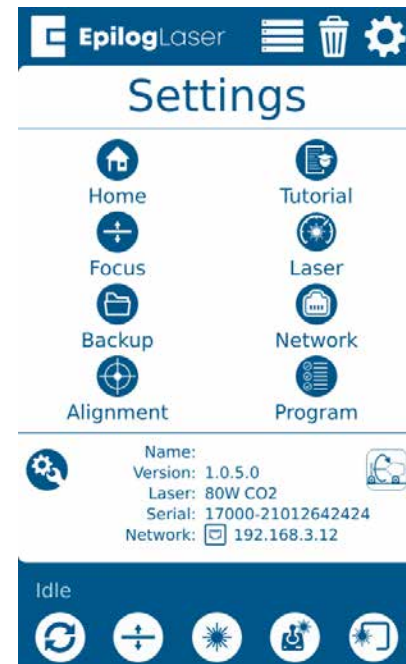 EpilogLaser
Settings
Home Tutorial
Focus Laser
Backup Network
Alignment Program
Name:
Version: 1.0.5.0
Laser: 80W CO2
Serial: 17000-21012642424
Network: 192.168.3.12
Idle